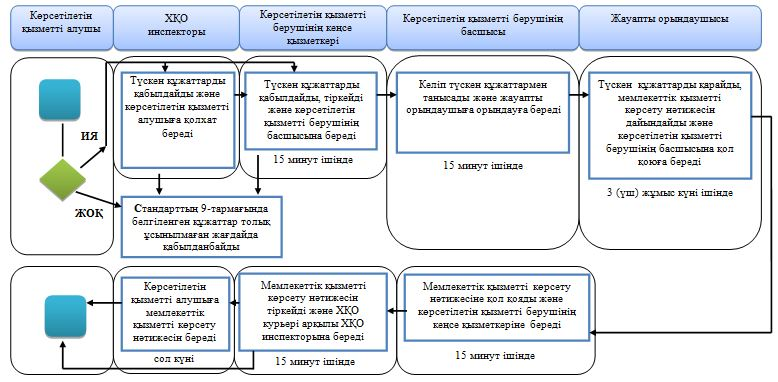 Көрсетілетін
қызметті алушы
ХҚО
инспекторы
Көрсетілетін қызметті
берушінің кеңсе
қызметкері
Көрсетілетін қызметті берушінің
басшысы
Жауапты орындаушысы
ИЯ
ЖОҚ
Түскен құжаттарды
қабылдайды және
көрсетілетін қызметті
алушыға қолхат
береді
Түскен құжаттарды
қабылдайды, тіркейді
және көрсетілетін
қызметті берушінің
басшысына береді
15 минут ішінде
Келіп түскен құжаттармен
танысады және жауапты
орындаушыға орындауға береді
15 минут ішінде
Түскен құжаттарды қарайды,
мемлекеттік қызметті
көрсету нәтижесін
дайындайды және
көрсетілетін қызметті
берушінің басшысына қол
қоюға береді
3 (үш) жұмыс күні ішінде
Стандарттың 9-тармағында
белгіленген құжаттар толық
ұсынылмаған жағдайда
қабылданбайды
Көрсетілетін
қызметті алушыға
мемлекеттік
қызметті көрсету
нәтижесін береді
сол күні
Мемлекеттік қызметті
көрсету нәтижесін
тіркейді және ХҚО
курьері арқылы ХҚО
инспекторына береді
15 минут ішінде
Мемлекеттік қызметті көрсету
нәтижесіне қол қояды және
көрсетілетін қызметті берушінің
кеңсе қызметкеріне береді
15 минут ішінде